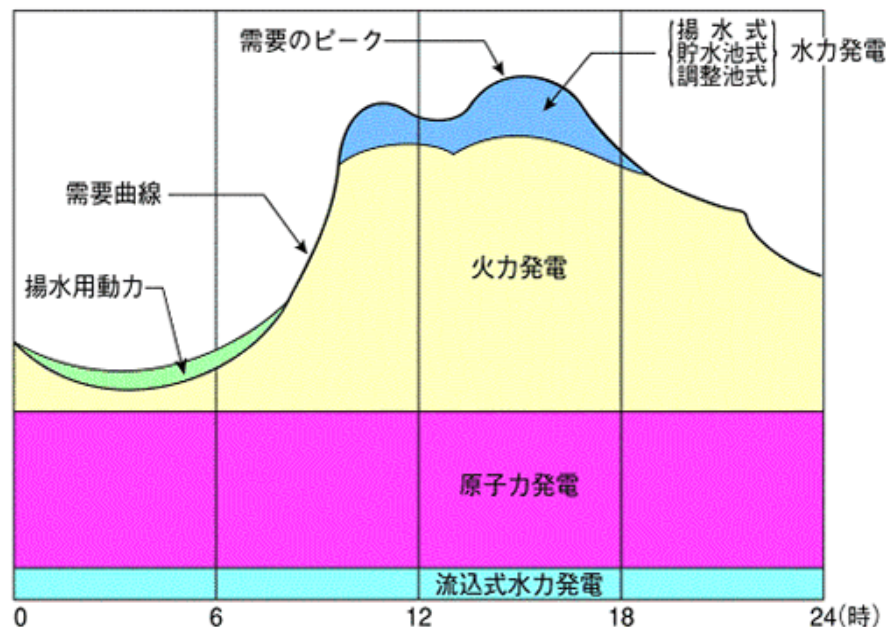 需要のピーク
揚水式
貯水池式
調整池式
水力発電
需要曲線
揚水用動力
火力発電
原子力発電
流込式水力発電
0 6 12 18 24(時)